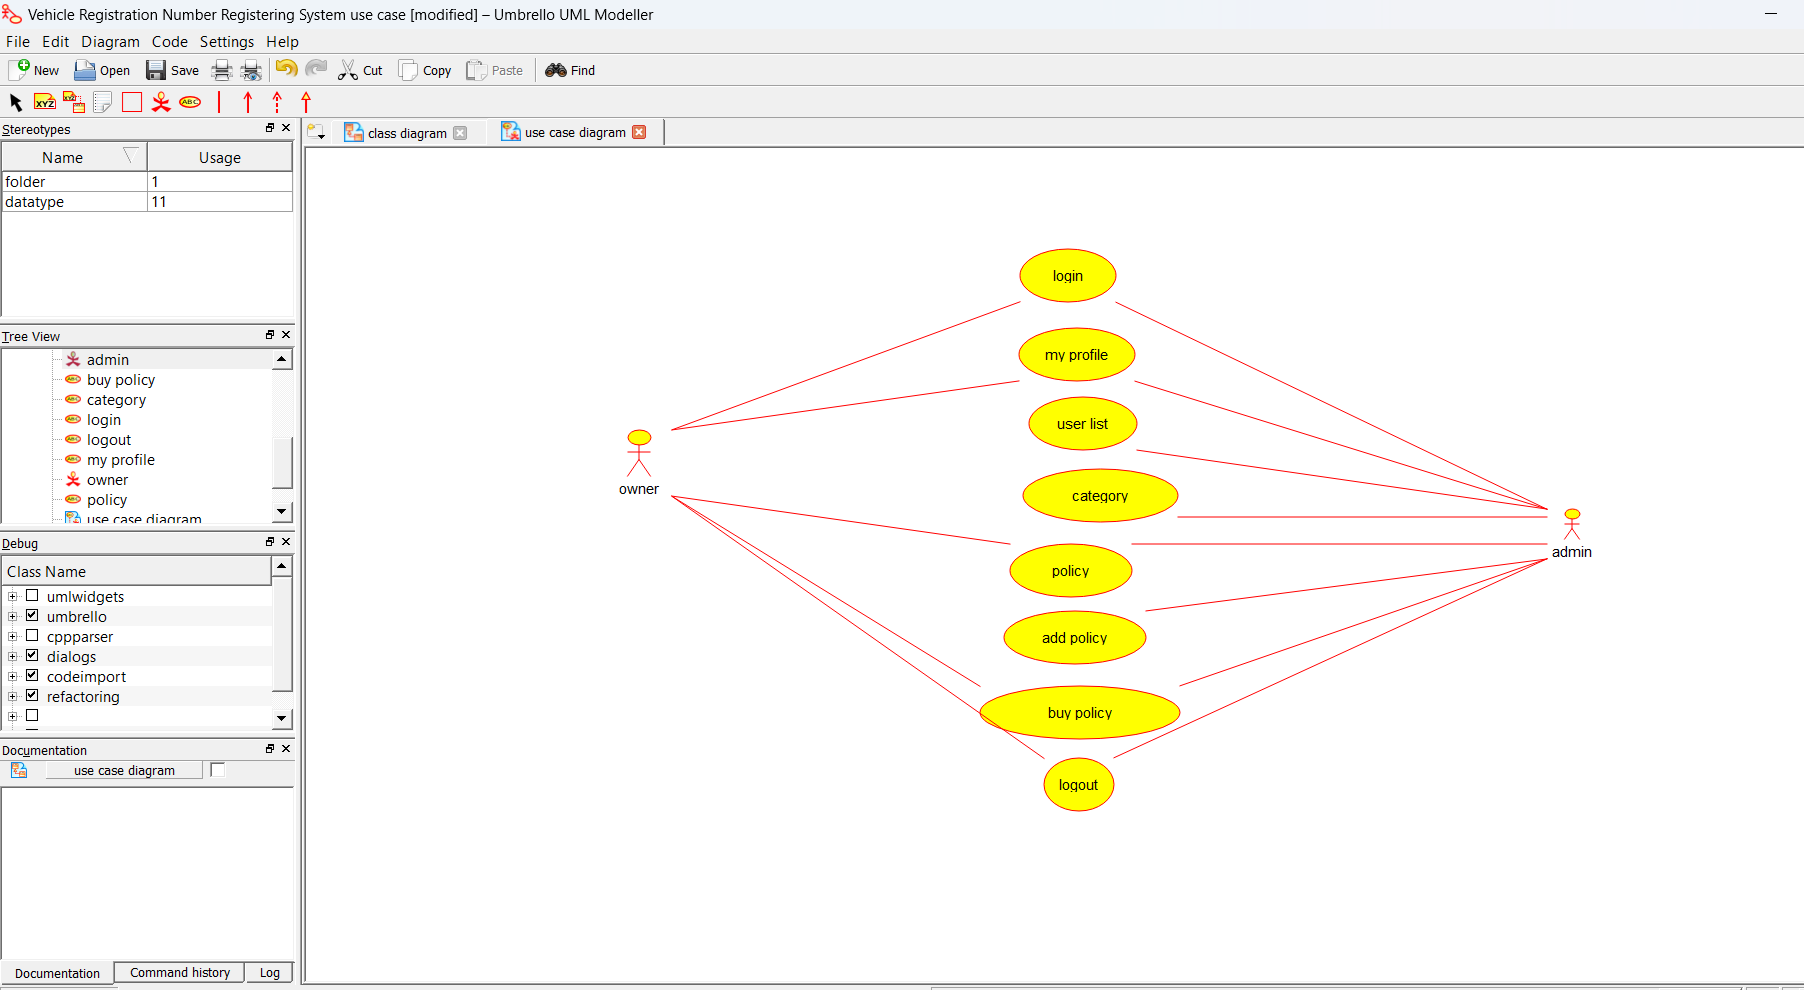 Vehicle Registration Number Registering System use case [modified] – Umbrello UML Modeller
File Edit Diagram Code Settings Help
New Open Save Cut Copy Paste Find
XYZ XYZ ABC
Stereotypes
Name Usage
folder 1
datatype 11
Tree View
admin
buy policy
category
login
logout
my profile
owner
policy
use case diagram
Debug
Class Name
umlwidgets
umbrello
cppparser
dialogs
codeimport
refactoring
Documentation
use case diagram
Documentation Command history Log
class diagram use case diagram
login
my profile
user list
category
policy
add policy
buy policy
logout
owner
admin